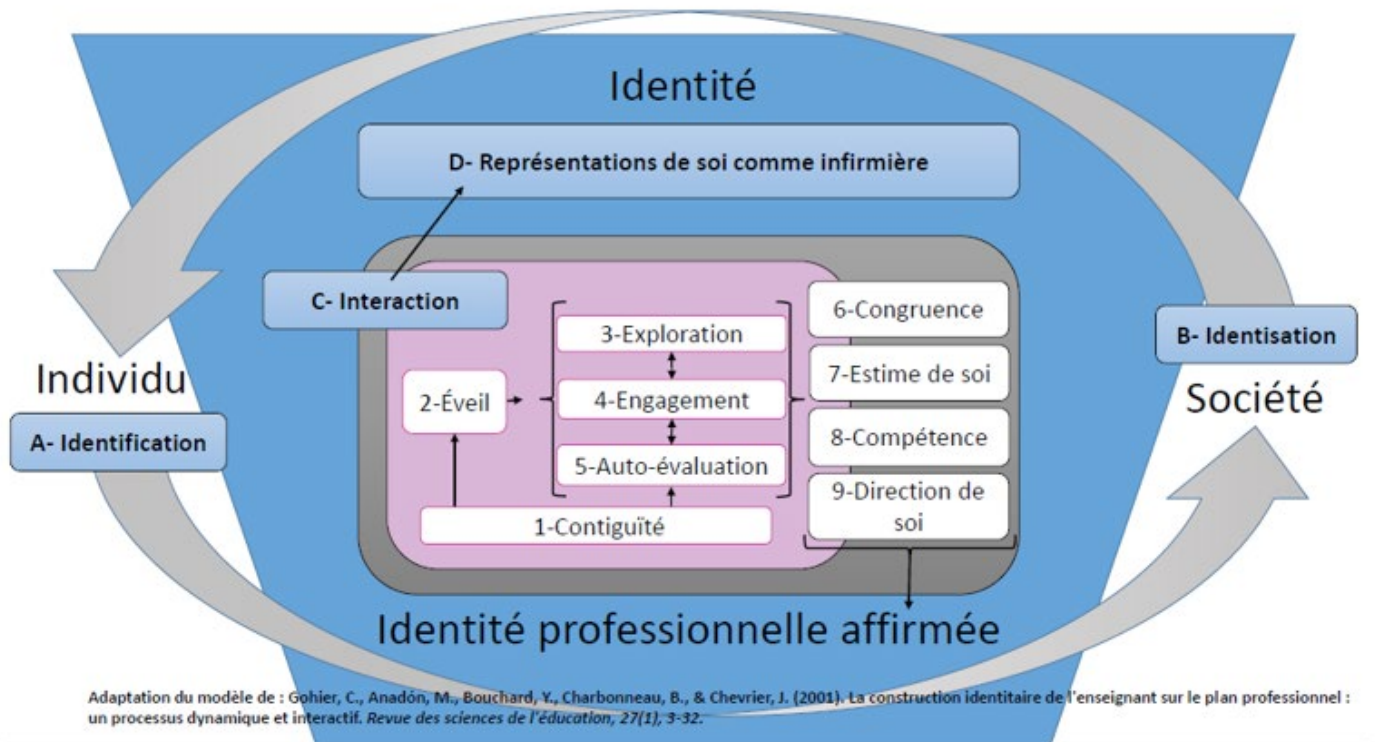 Identité
D- Représentations de soi comme infirmière
C- Interaction
3-Exploration
6-Congruence
B- Identisation
Individu
2-Éveil
4-Engagement
7-Estime de soi
Société
A- Identification
5-Auto-évaluation
8-Compétence
1-Contiguïté
9-Direction de
soi
Identité professionnelle affirmée
Adaptation du modèle de : Gohier, C., Anadón, M., Bouchard, Y., Charbonneau, B., & Chevrier, J. (2001). La construction identitaire de l'enseignant sur le plan professionnel :
un processus dynamique et interactif. Revue des sciences de l'éducation, 27(1), 3-32.